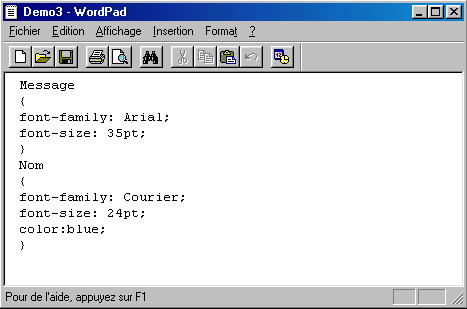 Demo3 - WordPad
Fichier Edition Affichage Insertion Format ?
Message
{
font-family: Arial;
font-size: 35pt;
}
Nom
{
font-family: Courier;
font-size: 24pt;
color:blue;
}
Pour de l'aide, appuyez sur F1